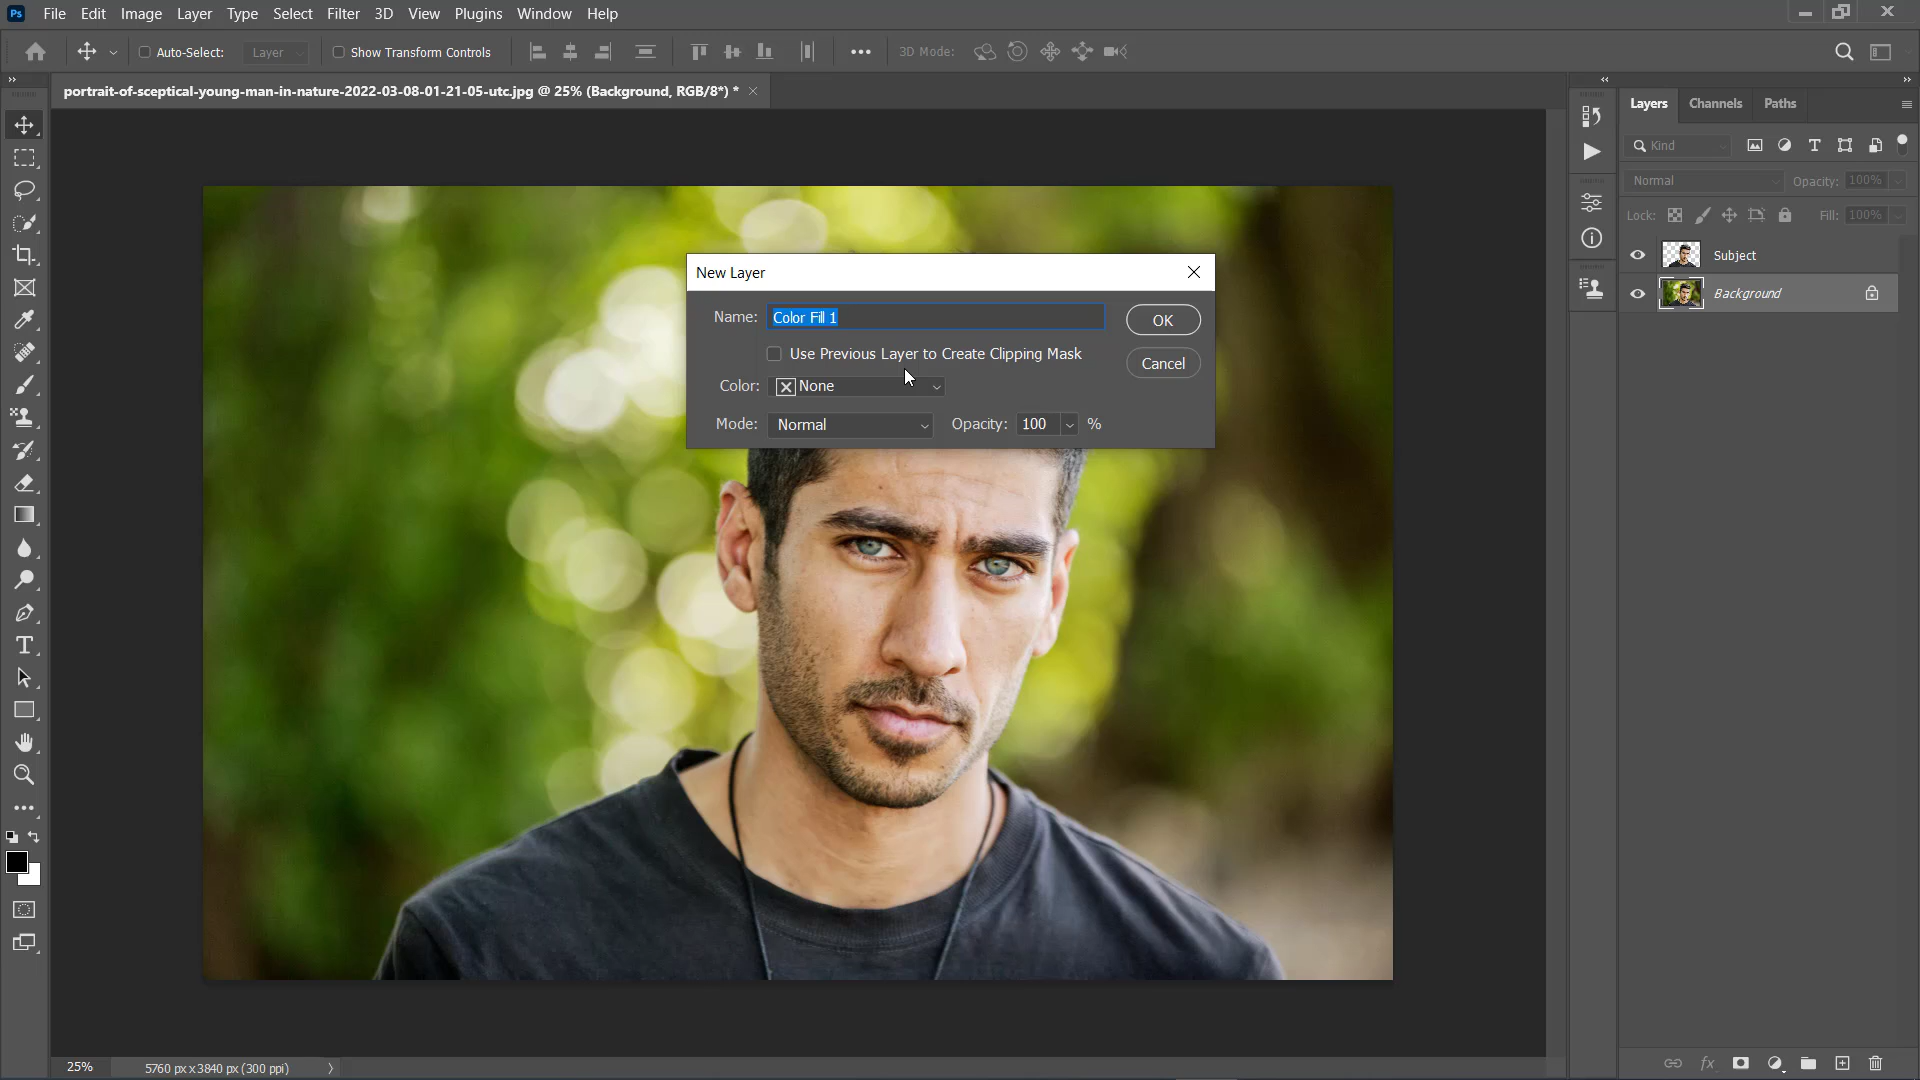 Ps File Edit Image Layer Type Select Filter 3D View Plugins Window Help
Auto-Select: Layer Show Transform Controls 3D Mode:
portrait-of-sceptical-young-man-in-nature-2022-03-08-01-21-05-utc.jpg @ 25% (Background, RGB/8*) *
Layers Channels Paths
Kind
Normal Opacity: 100%
Lock: Fill: 100%
Subject
Background
New Layer
Name: Color Fill 1 OK
Use Previous Layer to Create Clipping Mask
Cancel
Color: None
Mode: Normal Opacity: 100 %
25% 5760 px x 3840 px (300 ppi)
fx